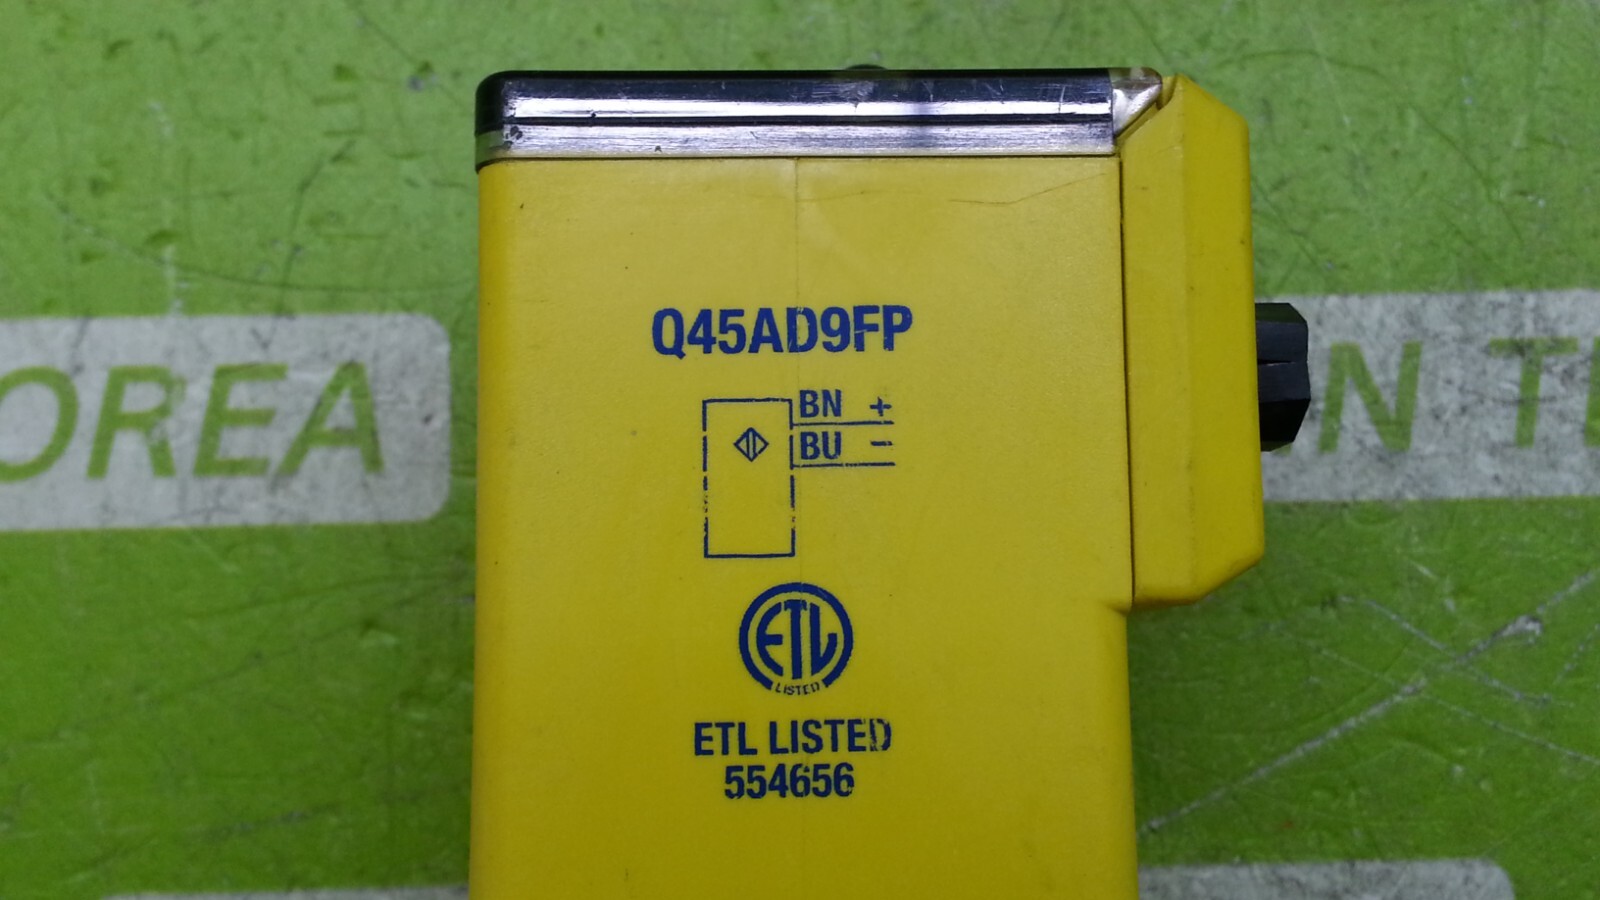 Q45AD9FP
BN +
BU -
ETL
LISTED
ETL LISTED
554656
OREA
N T